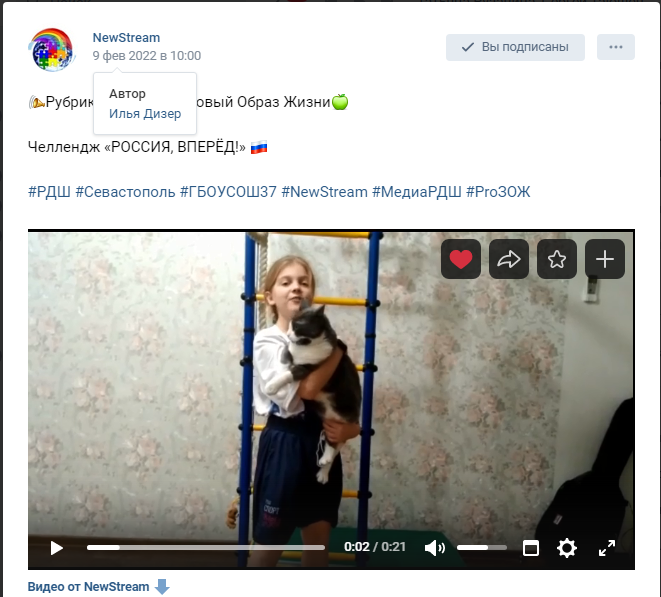 NewStream
9 фев 2022 в 10:00
Вы подписаны
Автор
Илья Дизер
Рубрик овый Образ Жизни
Челлендж «РОССИЯ, ВПЕРЁД!»
#РДШ #Севастополь #ГБОУСОШ37 #NewStream #МедиаРДШ #ProЗОЖ
СПОРТ
0:02 / 0:21
Видео от NewStream